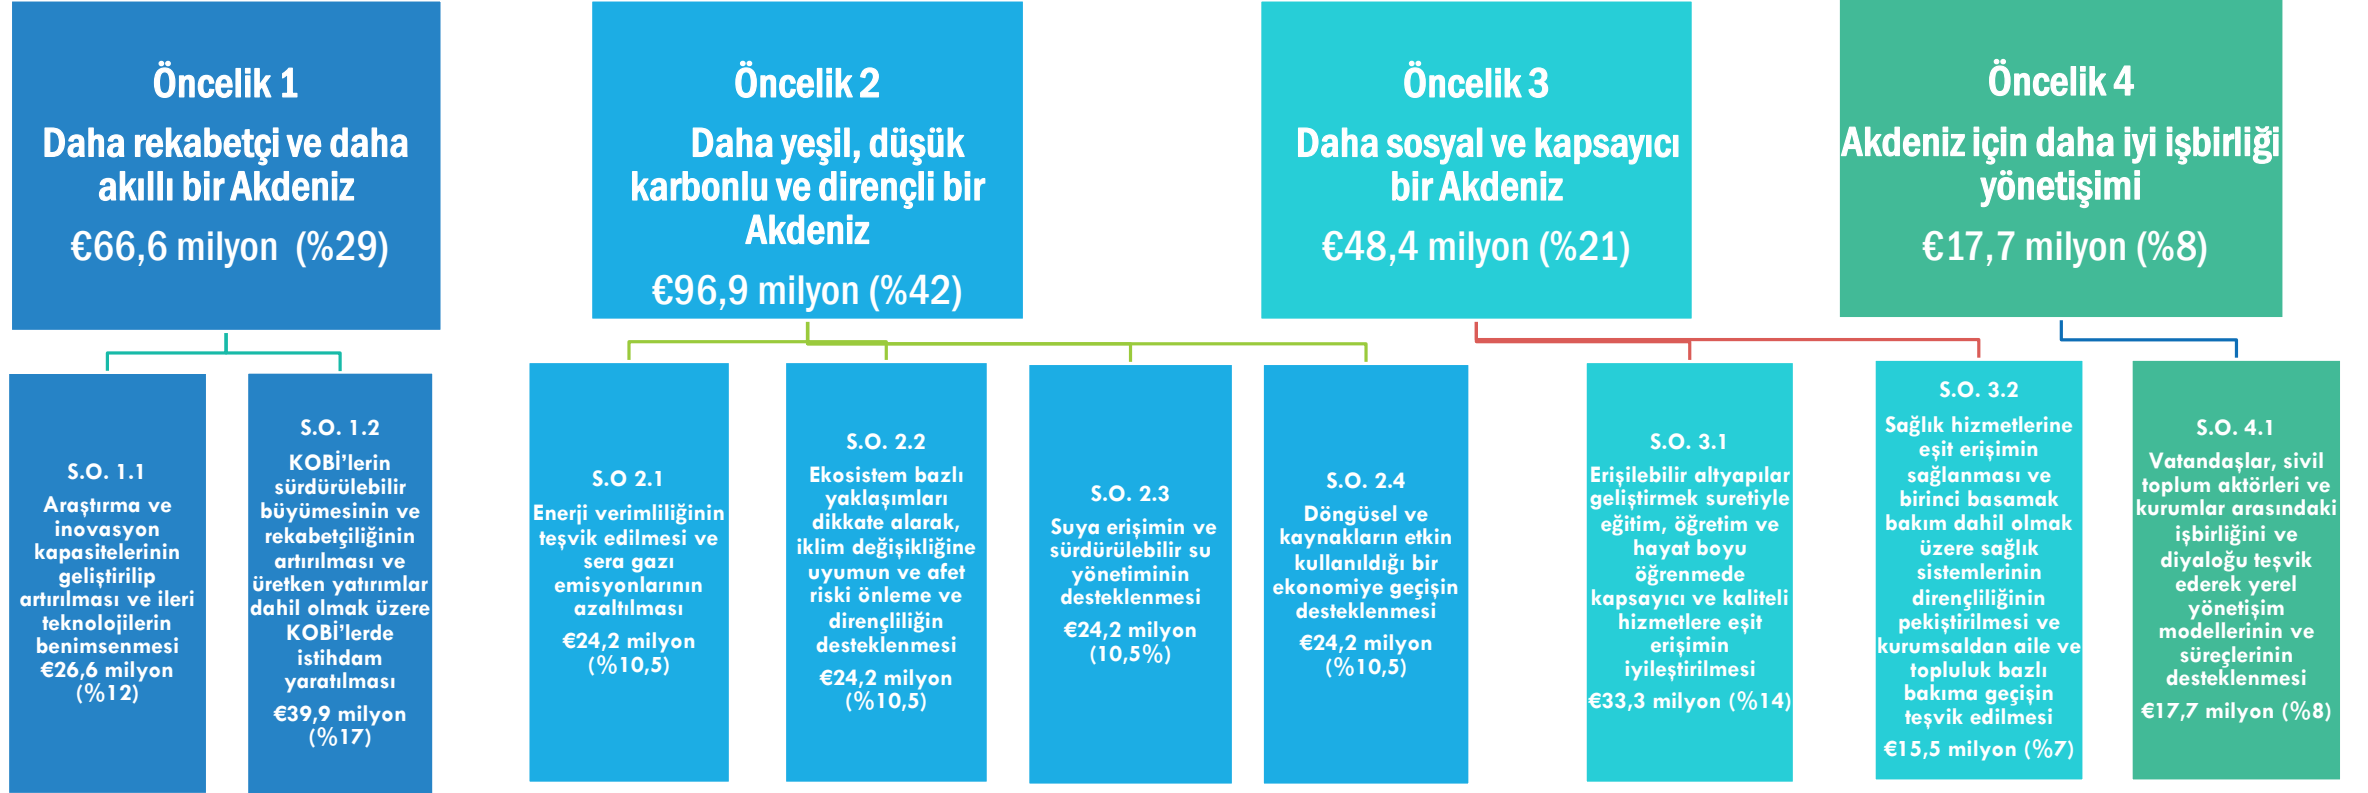 Öncelik 1
Daha rekabetçi ve daha
akıllı bir Akdeniz
€66,6 milyon (%29)
Öncelik 2
Daha yeşil, düşük
karbonlu ve dirençli bir
Akdeniz
€96,9 milyon (%42)
Öncelik 3
Daha sosyal ve kapsayıcı
bir Akdeniz
€48,4 milyon (%21)
Öncelik 4
Akdeniz için daha iyi işbirliği
yönetişimi
€17,7 milyon (%8)
S.O. 1.1
Araştırma ve
inovasyon
kapasitelerinin
geliştirilip
artırılması ve ileri
teknolojilerin
benimsenmesi
€26,6 milyon
(%12)
S.O. 1.2
KOBİ’lerin
sürdürülebilir
büyümesinin ve
rekabetçiliğinin
artırılması ve
üretken yatırımlar
dahil olmak üzere
KOBİ’lerde
istihdam
yaratılması
€39,9 milyon
(%17)
S.O 2.1
Enerji verimliliğinin
teşvik edilmesi ve
sera gazı
emisyonlarının
azaltılması
€24,2 milyon
(%10,5)
S.O. 2.2
Ekosistem bazlı
yaklaşımları
dikkate alarak,
iklim değişikliğine
uyumun ve afet
riski önleme ve
dirençliliğin
desteklenmesi
€24,2 milyon
(%10,5)
S.O. 2.3
Suya erişimin ve
sürdürülebilir su
yönetiminin
desteklenmesi
€24,2 milyon
(10,5%)
S.O. 2.4
Döngüsel ve
kaynakların etkin
kullanıldığı bir
ekonomiye geçişin
desteklenmesi
€24,2 milyon
(%10,5)
S.O. 3.1
Erişilebilir altyapılar
geliştirmek suretiyle
eğitim, öğretim ve
hayat boyu
öğrenmede
kapsayıcı ve kaliteli
hizmetlere eşit
erişimin
iyileştirilmesi
€33,3 milyon (%14)
S.O. 3.2
Sağlık hizmetlerine
eşit erişimin
sağlanması ve
birinci basamak
bakım dahil olmak
üzere sağlık
sistemlerinin
dirençliliğinin
pekiştirilmesi ve
kurumsaldan aile ve
topluluk bazlı
bakıma geçişin
teşvik edilmesi
€15,5 milyon (%7)
S.O. 4.1
Vatandaşlar, sivil
toplum aktörleri ve
kurumlar arasındaki
işbirliğini ve
diyaloğu teşvik
ederek yerel
yönetişim
modellerinin ve
süreçlerinin
desteklenmesi
€17,7 milyon (%8)